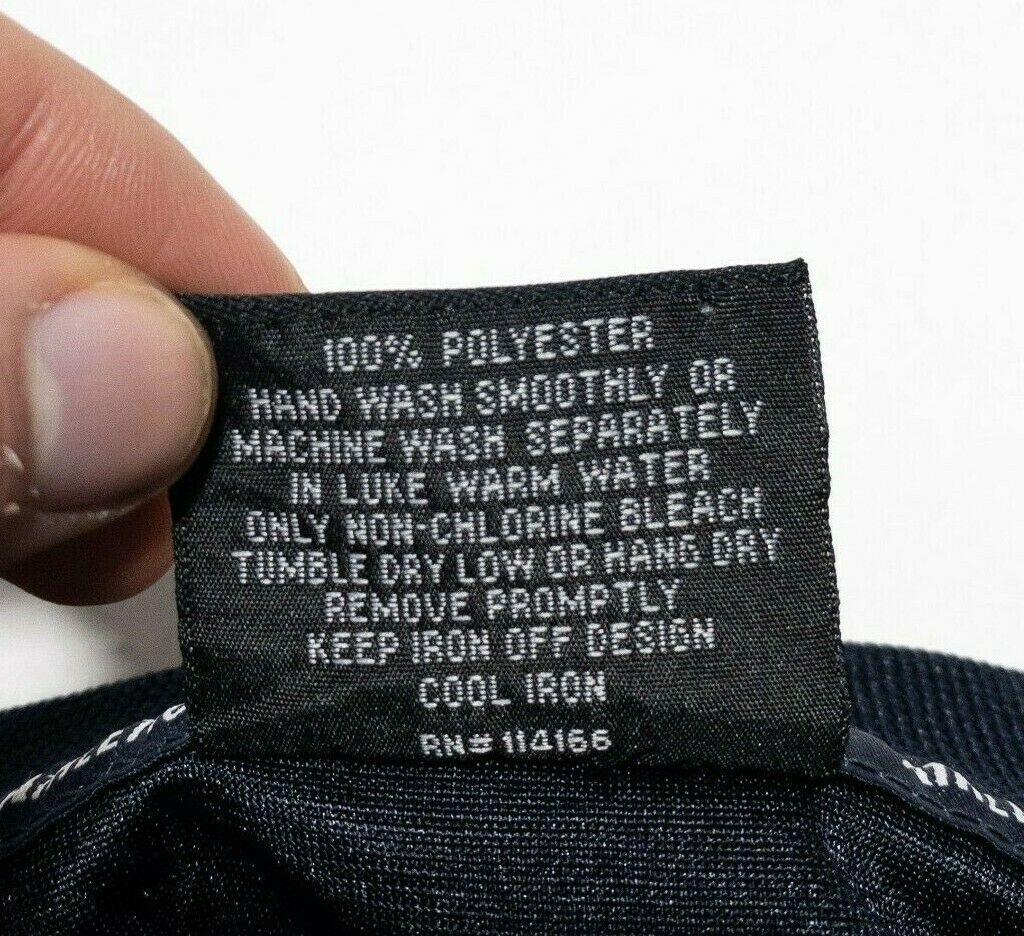 100% POLYESTER
HAND WASH SMOOTHLY OR
MACHINE WASH SEPARATELY
IN LUKE WARM WATER
ONLY NON-CHLORINE BLEACH
TUMBLE DRY LOW OR HANG DRY
REMOVE PROMPTLY
KEEP IRON OFF DESIGN
COOL IRON
RN# 114166